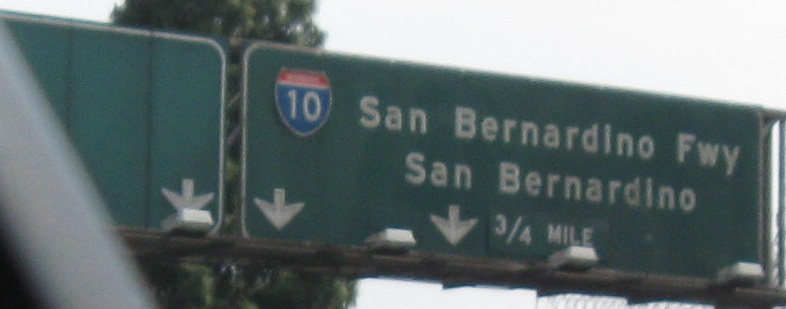 10
San Bernardino Fwy
San Bernardino
3/4 MILE